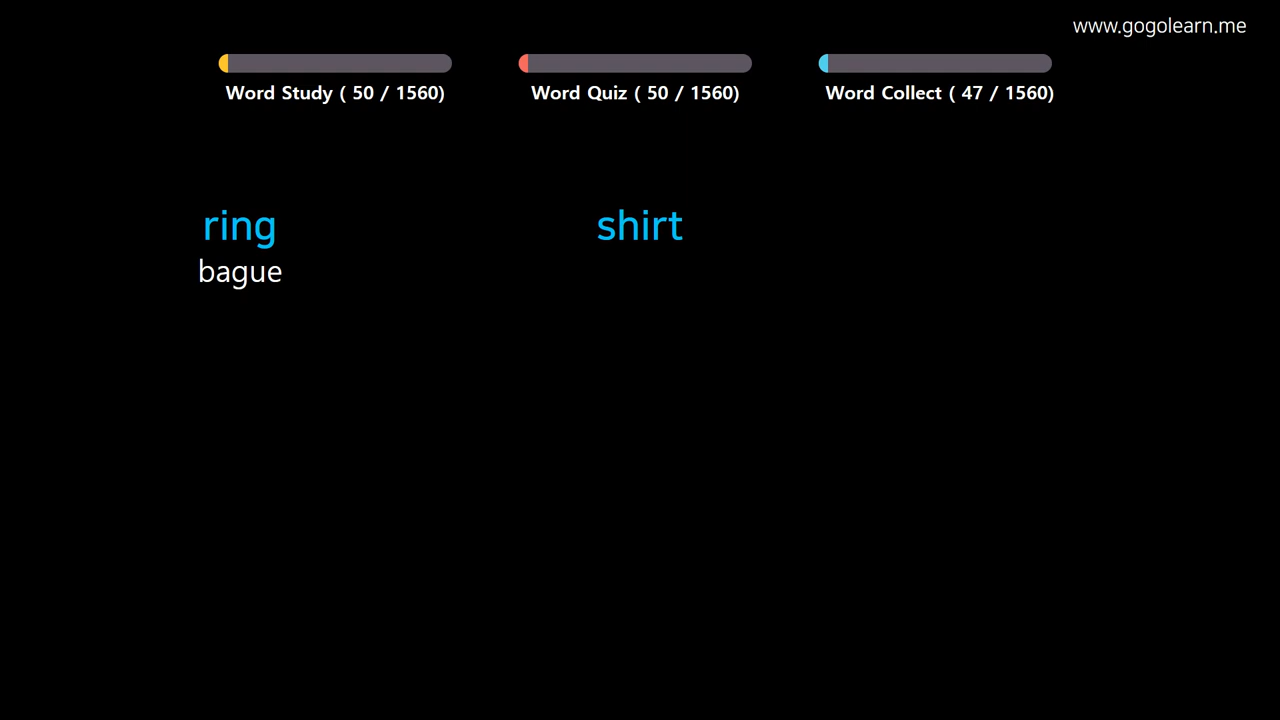 www.gogolearn.me
Word Study ( 50 / 1560)
Word Quiz ( 50 / 1560)
Word Collect ( 47 / 1560)
ring
bague
shirt